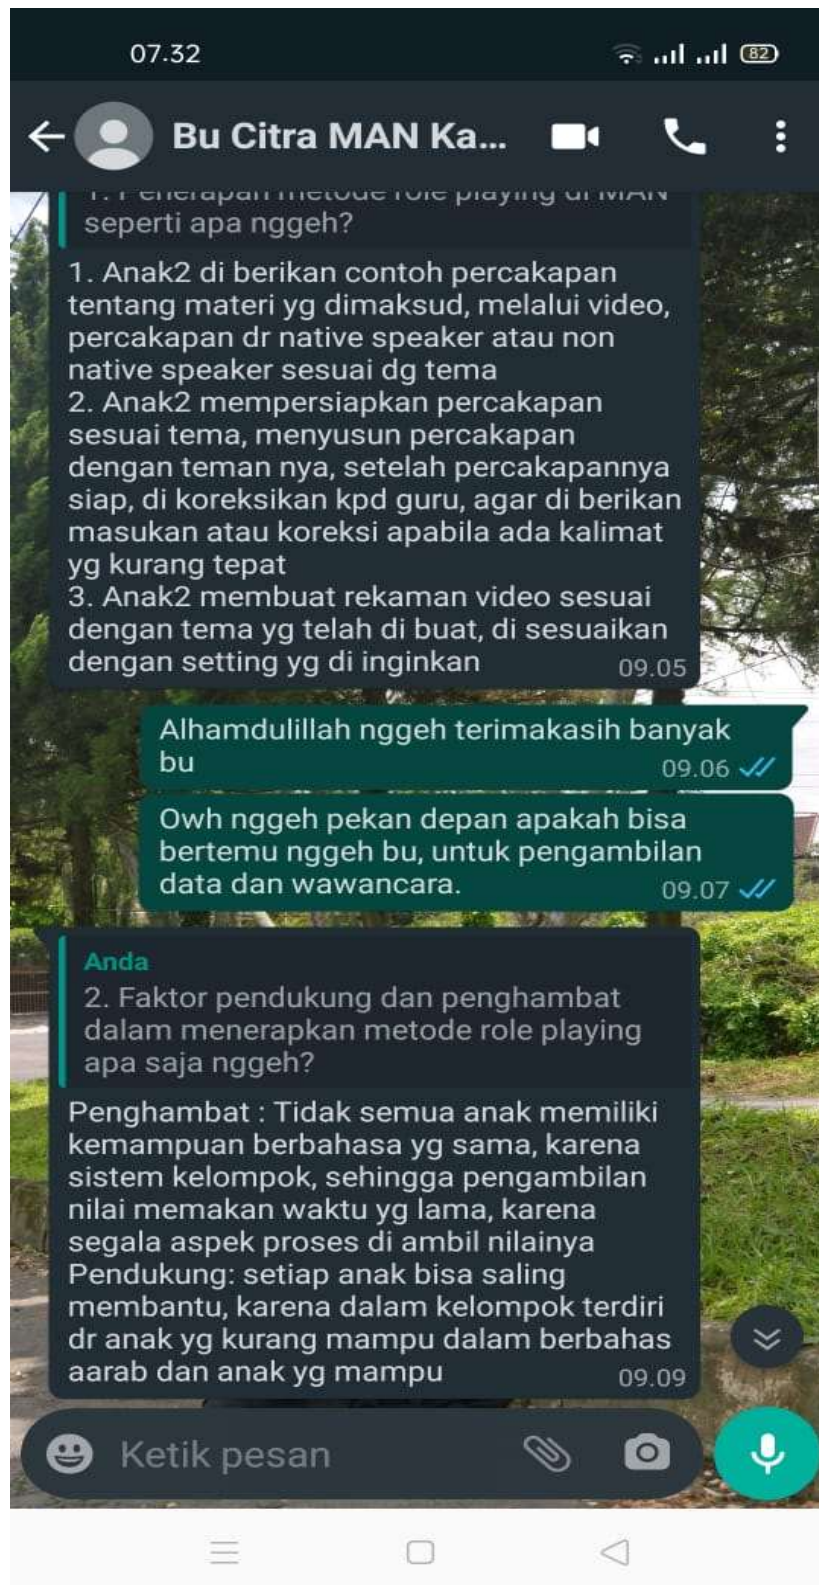 07.32
82
Bu Citra MAN Ka...
1. Penerapan metode role playing di MAN
seperti apa nggeh?
1. Anak2 di berikan contoh percakapan
tentang materi yg dimaksud, melalui video,
percakapan dr native speaker atau non
native speaker sesuai dg tema
2. Anak2 mempersiapkan percakapan
sesuai tema, menyusun percakapan
dengan teman nya, setelah percakapannya
siap, di koreksikan kpd guru, agar di berikan
masukan atau koreksi apabila ada kalimat
yg kurang tepat
3. Anak2 membuat rekaman video sesuai
dengan tema yg telah di buat, di sesuaikan
dengan setting yg di inginkan
09.05
Alhamdulillah nggeh terimakasih banyak
bu
09.06
Owh nggeh pekan depan apakah bisa
bertemu nggeh bu, untuk pengambilan
data dan wawancara.
09.07
Anda
2. Faktor pendukung dan penghambat
dalam menerapkan metode role playing
apa saja nggeh?
Penghambat : Tidak semua anak memiliki
kemampuan berbahasa yg sama, karena
sistem kelompok, sehingga pengambilan
nilai memakan waktu yg lama, karena
segala aspek proses di ambil nilainya
Pendukung: setiap anak bisa saling
membantu, karena dalam kelompok terdiri
dr anak yg kurang mampu dalam berbahas
aarab dan anak yg mampu
09.09
Ketik pesan